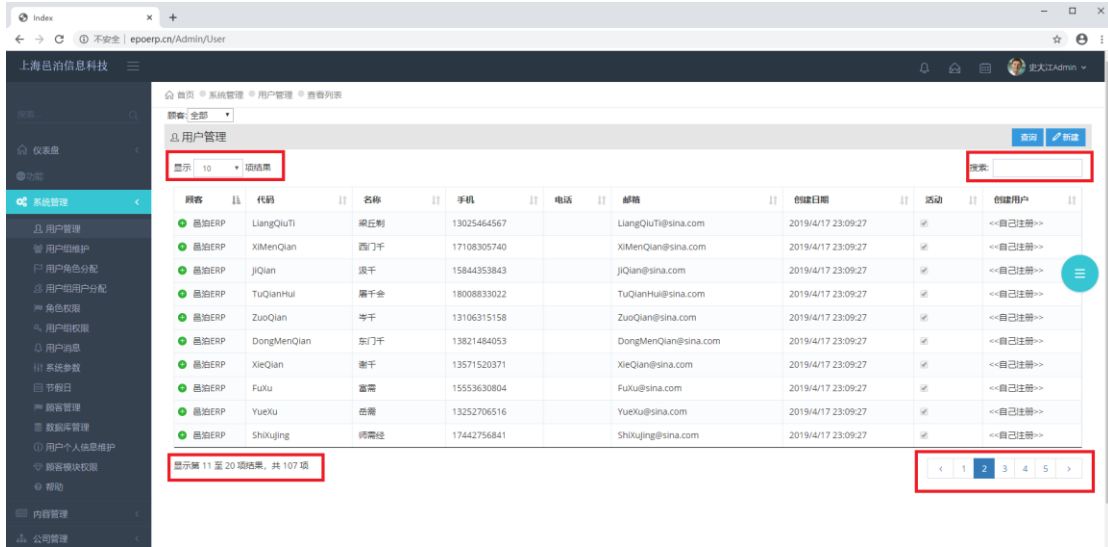 Index
不安全 | epoerp.cn/Admin/User
上海邑泊信息科技
史大江Admin
首页 系统管理 用户管理 查看列表
搜索...
顾客: 全部
用户管理
查询 新建
仪表盘
功能
显示 10 项结果
搜索:
系统管理
顾客 代码 名称 手机 电话 邮箱 创建日期 活动 创建用户
邑泊ERP LiangQiuTi 梁丘剃 13025464567 LiangQiuTi@sina.com 2019/4/17 23:09:27 <<自己注册>>
邑泊ERP XiMenQian 西门千 17108305740 XiMenQian@sina.com 2019/4/17 23:09:27 <<自己注册>>
邑泊ERP JiQian 汲千 15844353843 JiQian@sina.com 2019/4/17 23:09:27 <<自己注册>>
邑泊ERP TuQianHui 屠千会 18008833022 TuQianHui@sina.com 2019/4/17 23:09:27 <<自己注册>>
邑泊ERP ZuoQian 岑千 13106315158 ZuoQian@sina.com 2019/4/17 23:09:27 <<自己注册>>
邑泊ERP DongMenQian 东门千 13821484053 DongMenQian@sina.com 2019/4/17 23:09:27 <<自己注册>>
邑泊ERP XieQian 谢千 13571520371 XieQian@sina.com 2019/4/17 23:09:27 <<自己注册>>
邑泊ERP FuXu 富需 15553630804 FuXu@sina.com 2019/4/17 23:09:27 <<自己注册>>
邑泊ERP YueXu 岳需 13252706516 YueXu@sina.com 2019/4/17 23:09:27 <<自己注册>>
邑泊ERP ShiXuJing 师需经 17442756841 ShiXuJing@sina.com 2019/4/17 23:09:27 <<自己注册>>
显示第 11 至 20 项结果，共 107 项
< 1 2 3 4 5 >
用户管理
用户组维护
用户角色分配
用户组用户分配
角色权限
用户组权限
用户消息
系统参数
节假日
顾客管理
数据库管理
用户个人信息维护
顾客模块权限
帮助
内容管理
公司管理